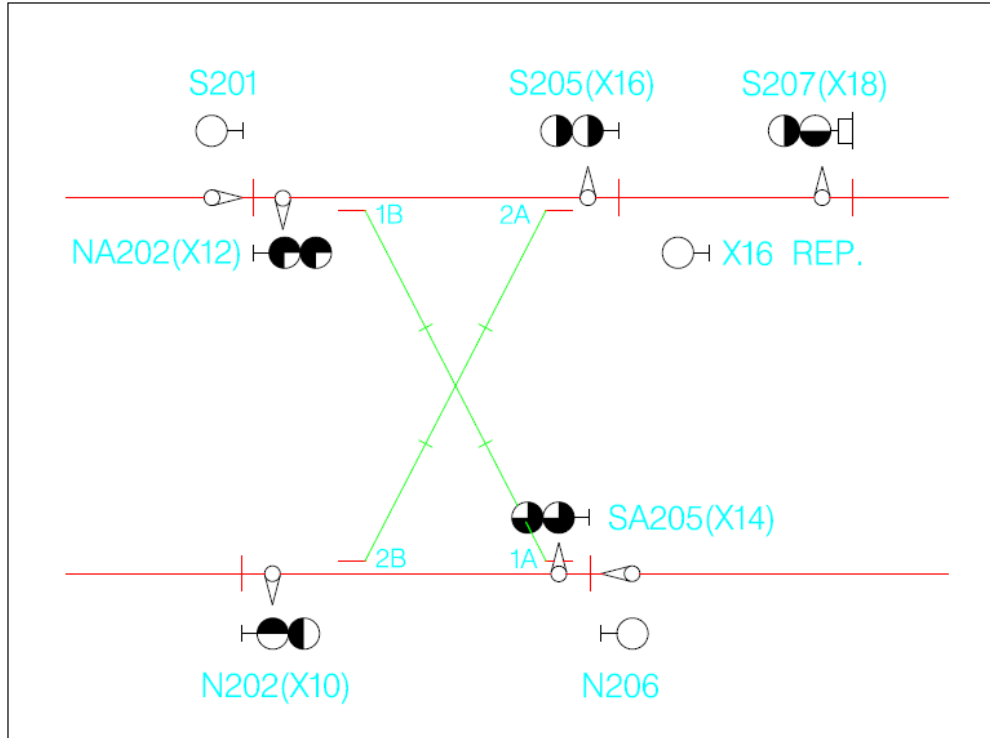 S201
S205(X16)
S207(X18)
1B
2A
NA202(X12)
X16 REP.
SA205(X14)
2B
1A
N202(X10)
N206